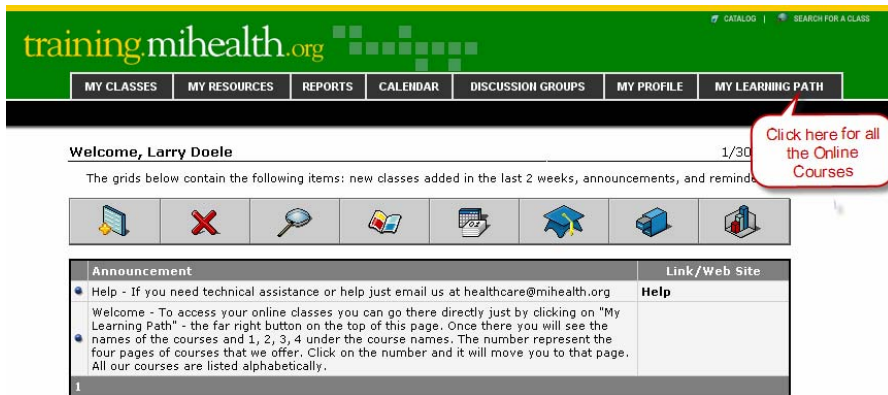 CATALOG | SEARCH FOR A CLASS
training.mihealth.org
MY CLASSES MY RESOURCES REPORTS CALENDAR DISCUSSION GROUPS MY PROFILE MY LEARNING PATH
Click here for all
the Online
Courses
Welcome, Larry Doele 1/30
The grids below contain the following items: new classes added in the last 2 weeks, announcements, and reminde
Announcement Link/Web Site
Help - If you need technical assistance or help just email us at healthcare@mihealth.org Help
Welcome - To access your online classes you can go there
directly just by clicking on "My
Learning Path" - the far right button on the top of this page. Once there you will see the
names of the courses and 1, 2, 3, 4 under the course names. The number represent the
four pages of courses that we offer. Click on the number and it will move you to that page.
All our courses are listed alphabetically.
1